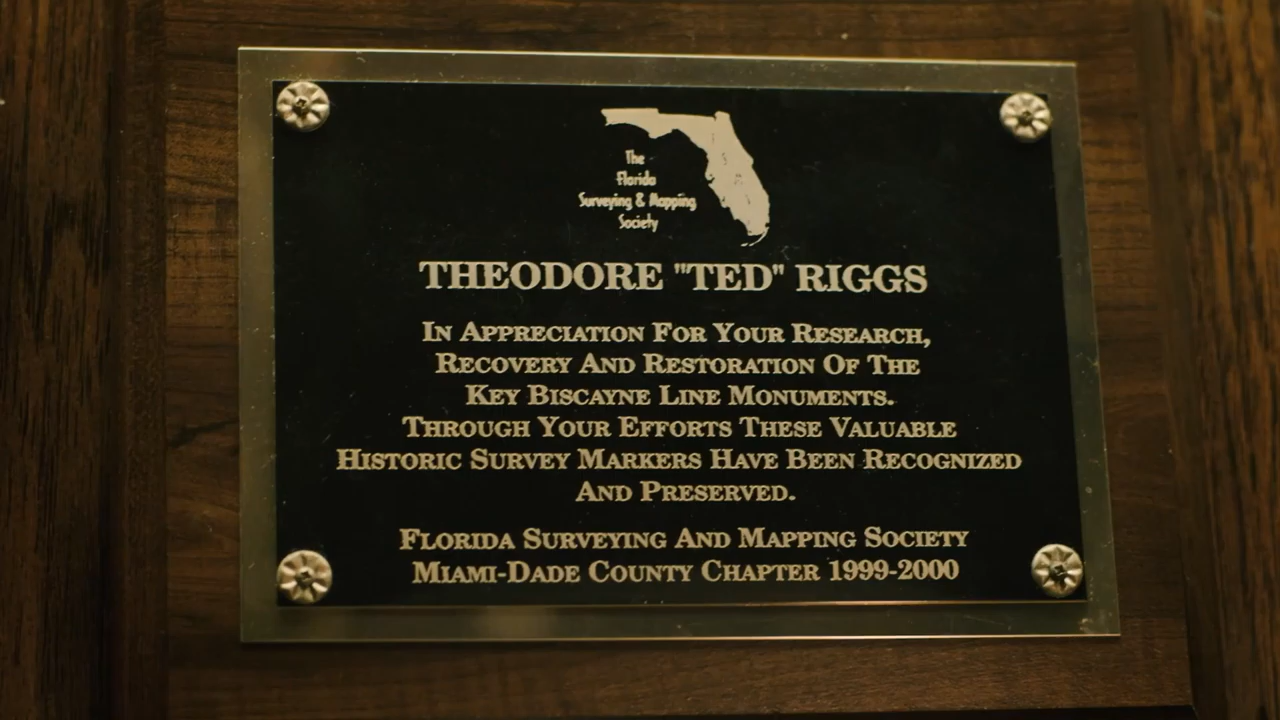 The
Florida
Surveying & Mapping
Society
THEODORE "TED" RIGGS
IN APPRECIATION FOR YOUR RESEARCH,
RECOVERY AND RESTORATION OF THE
KEY BISCAYNE LINE MONUMENTS.
THROUGH YOUR EFFORTS THESE VALUABLE
HISTORIC SURVEY MARKERS HAVE BEEN RECOGNIZED
AND PRESERVED.
FLORIDA SURVEYING AND MAPPING SOCIETY
MIAMI-DADE COUNTY CHAPTER 1999-2000